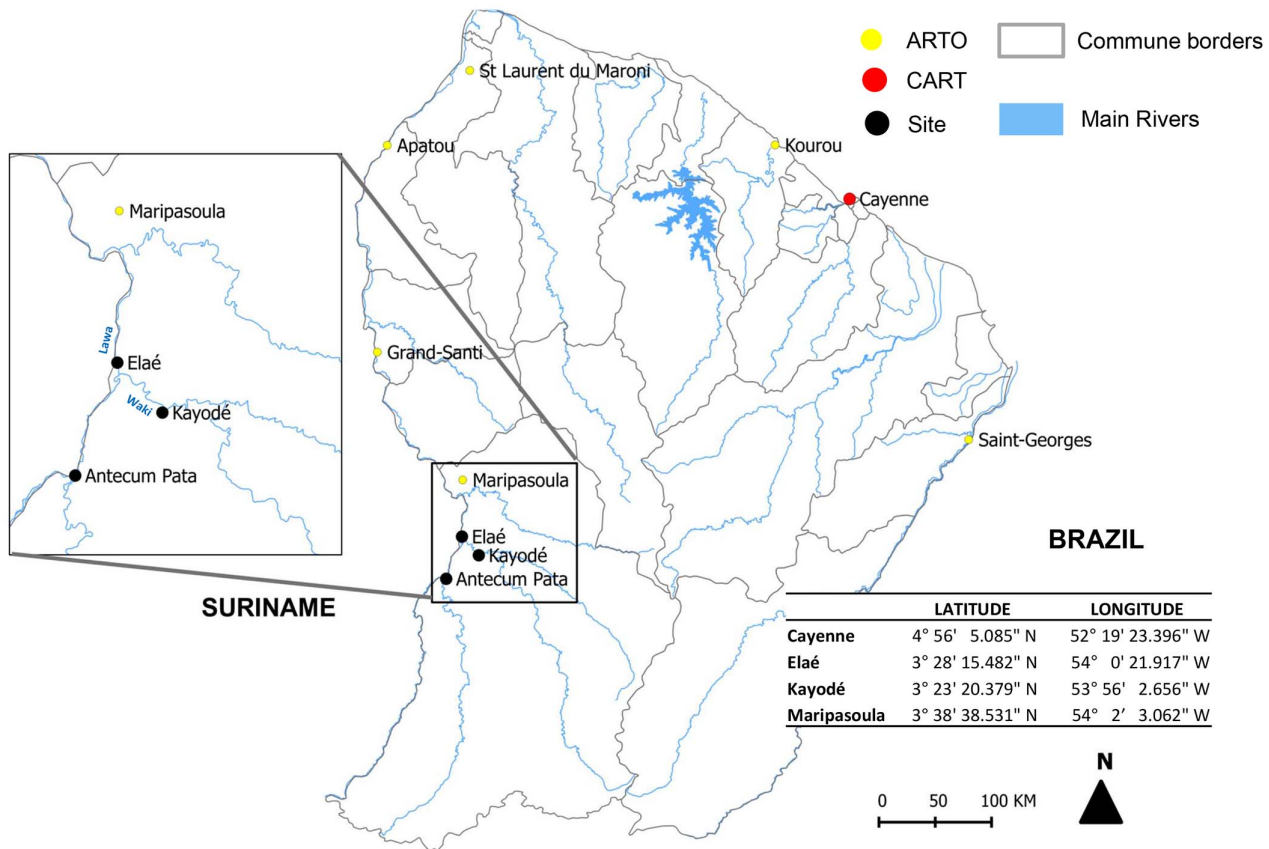 ARTO
Commune borders
CART
Site
Main Rivers
St Laurent du Maroni
Apatou
Kourou
Cayenne
Maripasoula
Lawa
Elaé
Waki
Kayodé
Antecum Pata
Grand-Santi
Saint-Georges
Maripasoula
Elaé
Kayodé
Antecum Pata
BRAZIL
SURINAME
LATITUDE LONGITUDE
Cayenne 4° 56' 5.085" N 52° 19' 23.396" W
Elaé 3° 28' 15.482" N 54° 0' 21.917" W
Kayodé 3° 23' 20.379" N 53° 56' 2.656" W
Maripasoula 3° 38' 38.531" N 54° 2’ 3.062" W
N
0 50 100 KM